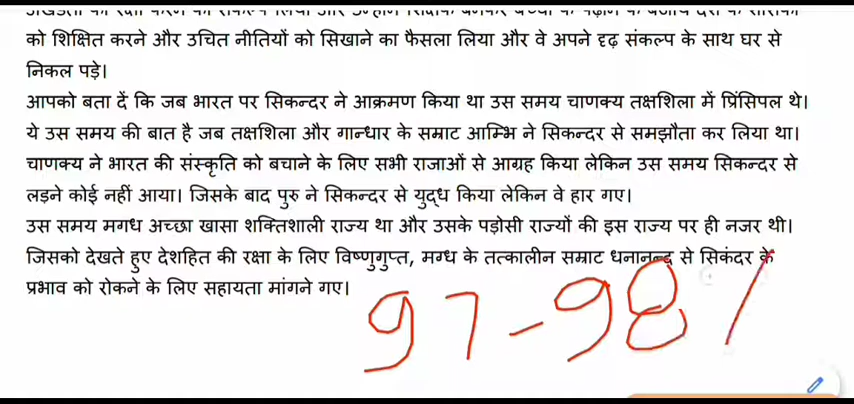 को शिक्षित करने और उचित नीतियों को सिखाने का फैसला लिया और वे अपने दृढ़ संकल्प के साथ घर से
निकल पड़े।
आपको बता दें कि जब भारत पर सिकन्दर ने आक्रमण किया था उस समय चाणक्य तक्षशिला में प्रिंसिपल थे।
ये उस समय की बात है जब तक्षशिला और गान्धार के सम्राट आम्भि ने सिकन्दर से समझौता कर लिया था।
चाणक्य ने भारत की संस्कृति को बचाने के लिए सभी राजाओं से आग्रह किया लेकिन उस समय सिकन्दर से
लड़ने कोई नहीं आया। जिसके बाद पुरु ने सिकन्दर से युद्ध किया लेकिन वे हार गए।
उस समय मगध अच्छा खासा शक्तिशाली राज्य था और उसके पड़ोसी राज्यों की इस राज्य पर ही नजर थी।
जिसको देखते हुए देशहित की रक्षा के लिए विष्णुगुप्त, मग्ध के तत्कालीन सम्राट धनानन्द से सिकंदर के
प्रभाव को रोकने के लिए सहायता मांगने गए।
97-98/